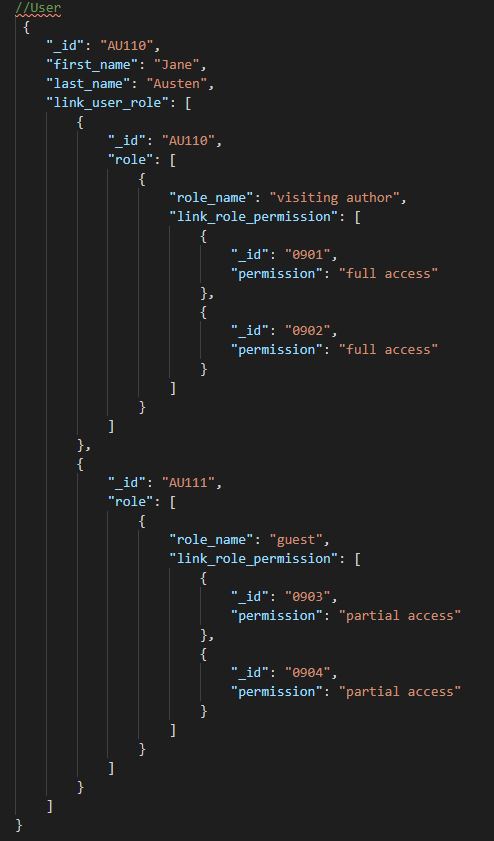 //User
{
"_id": "AU110",
"first_name": "Jane",
"last_name": "Austen",
"link_user_role": [
{
"_id": "AU110",
"role": [
{
"role_name": "visiting author",
"link_role_permission": [
{
"_id": "0901",
"permission": "full access"
},
{
"_id": "0902",
"permission": "full access"
}
]
}
]
},
{
"_id": "AU111",
"role": [
{
"role_name": "guest",
"link_role_permission": [
{
"_id": "0903",
"permission": "partial access"
},
{
"_id": "0904",
"permission": "partial access"
}
]
}
]
}
]
}